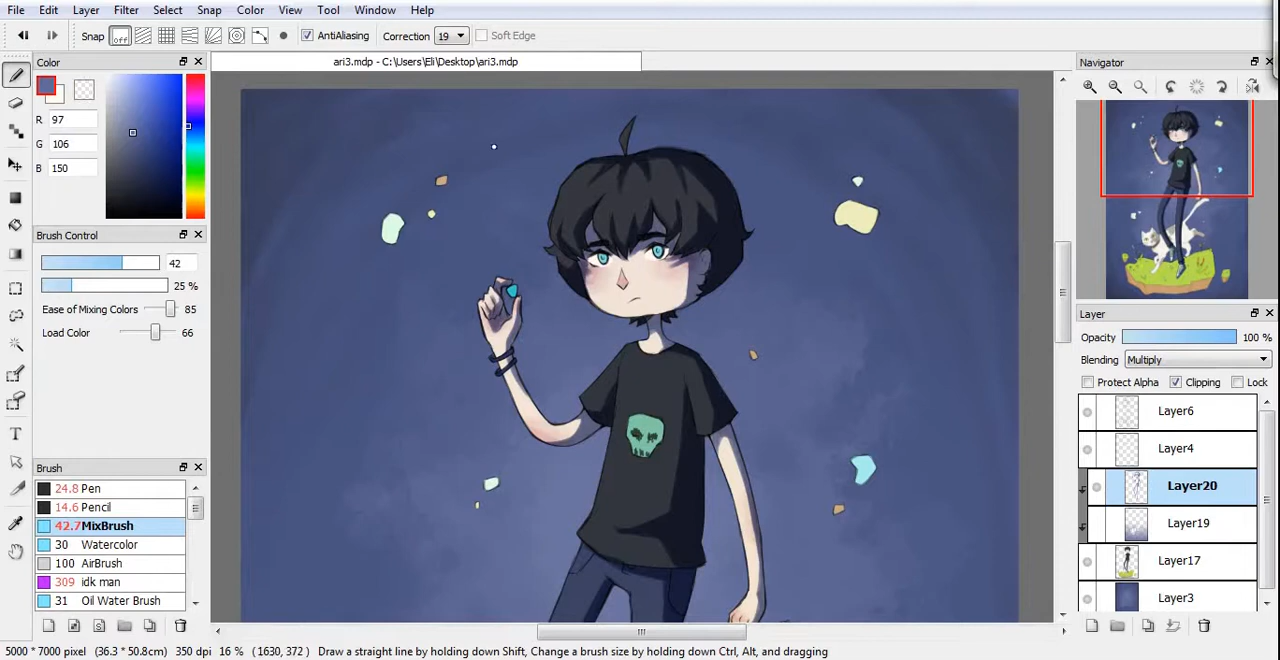 File Edit Layer Filter Select Snap Color View Tool Window Help
Snap off AntiAliasing Correction 19 Soft Edge
Color
ari3.mdp - C:\Users\Eli\Desktop\ari3.mdp
Navigator
R 97
G 106
B 150
Brush Control
42
25 %
Ease of Mixing Colors 85
Load Color 66
Layer
Opacity 100 %
Blending Multiply
Protect Alpha Clipping Lock
Layer6
Layer4
Layer20
Layer19
Layer17
Layer3
Brush
24.8 Pen
14.6 Pencil
42.7 MixBrush
30 Watercolor
100 AirBrush
309 idk man
31 Oil Water Brush
T
5000 * 7000 pixel (36.3 * 50.8cm) 350 dpi 16 % (1630, 372) Draw a straight line by holding down Shift, Change a brush size by holding down Ctrl, Alt, and dragging